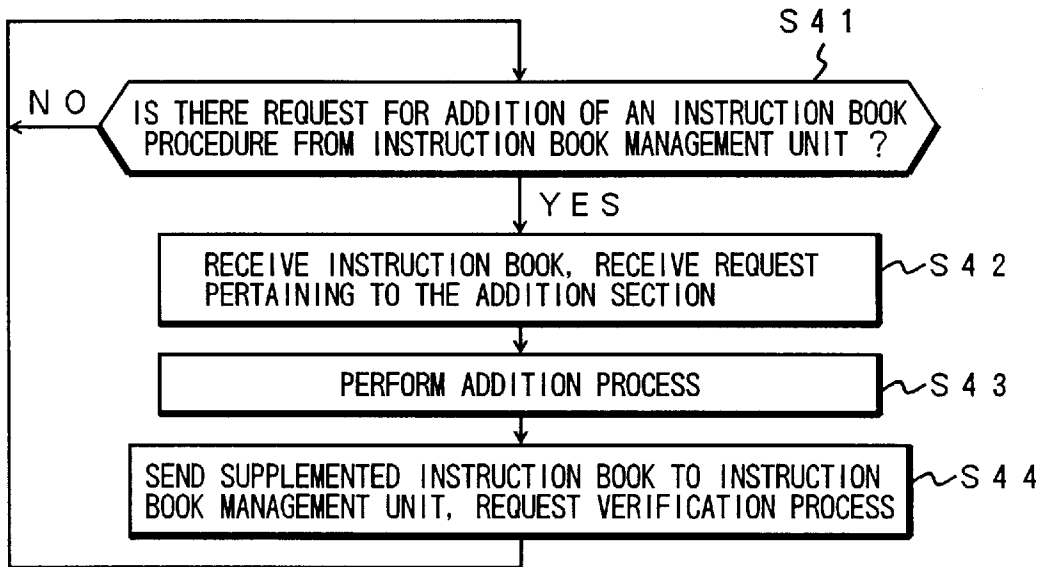 S41
IS THERE REQUEST FOR ADDITION OF AN INSTRUCTION BOOK
PROCEDURE FROM INSTRUCTION BOOK MANAGEMENT UNIT ?
NO
YES
RECEIVE INSTRUCTION BOOK, RECEIVE REQUEST
PERTAINING TO THE ADDITION SECTION
S42
PERFORM ADDITION PROCESS
S43
SEND SUPPLEMENTED INSTRUCTION BOOK TO INSTRUCTION
BOOK MANAGEMENT UNIT, REQUEST VERIFICATION PROCESS
S44